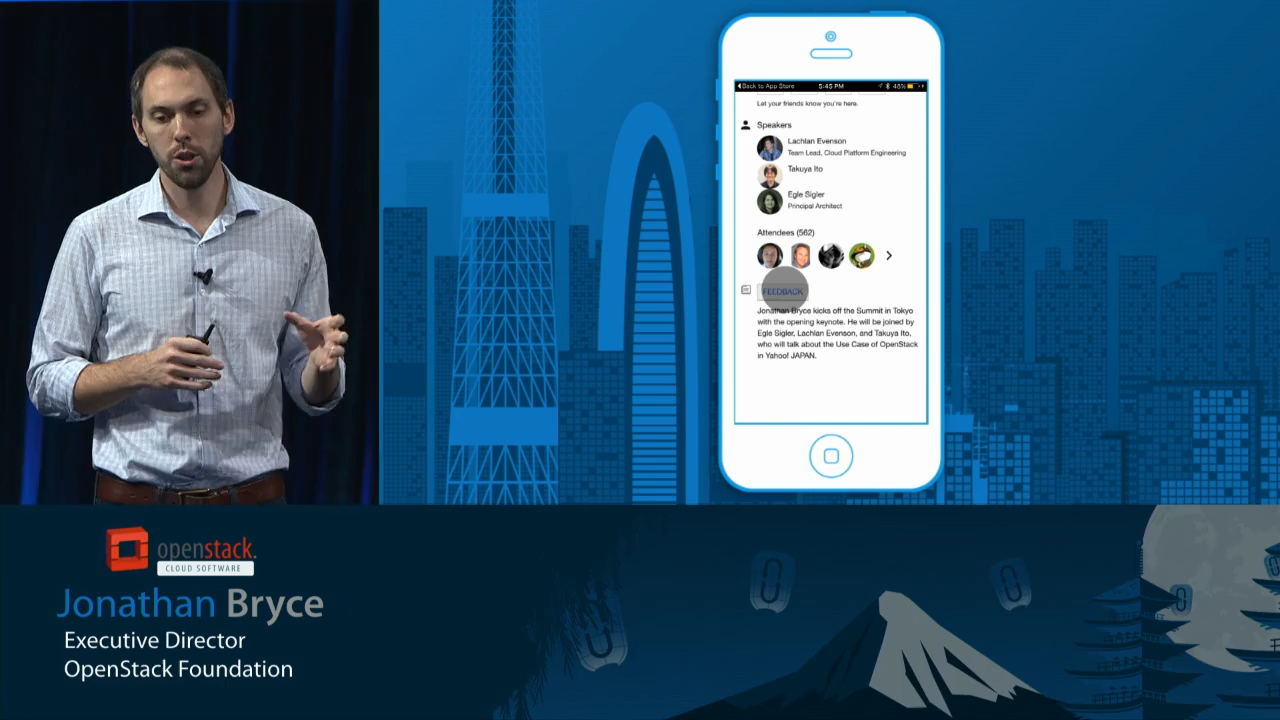 Back to App Store 5:45 PM 48%
Let your friends know you're here.
Speakers
Lachlan Evenson
Team Lead, Cloud Platform Engineering
Takuya Ito
Egle Sigler
Principal Architect
Attendees (562)
FEEDBACK
Jonathan Bryce kicks off the Summit in Tokyo
with the opening keynote. He will be joined by
Egle Sigler, Lachlan Evenson, and Takuya Ito,
who will talk about the Use Case of OpenStack
in Yahoo! JAPAN.
openstack.
CLOUD SOFTWARE
Jonathan Bryce
Executive Director
OpenStack Foundation